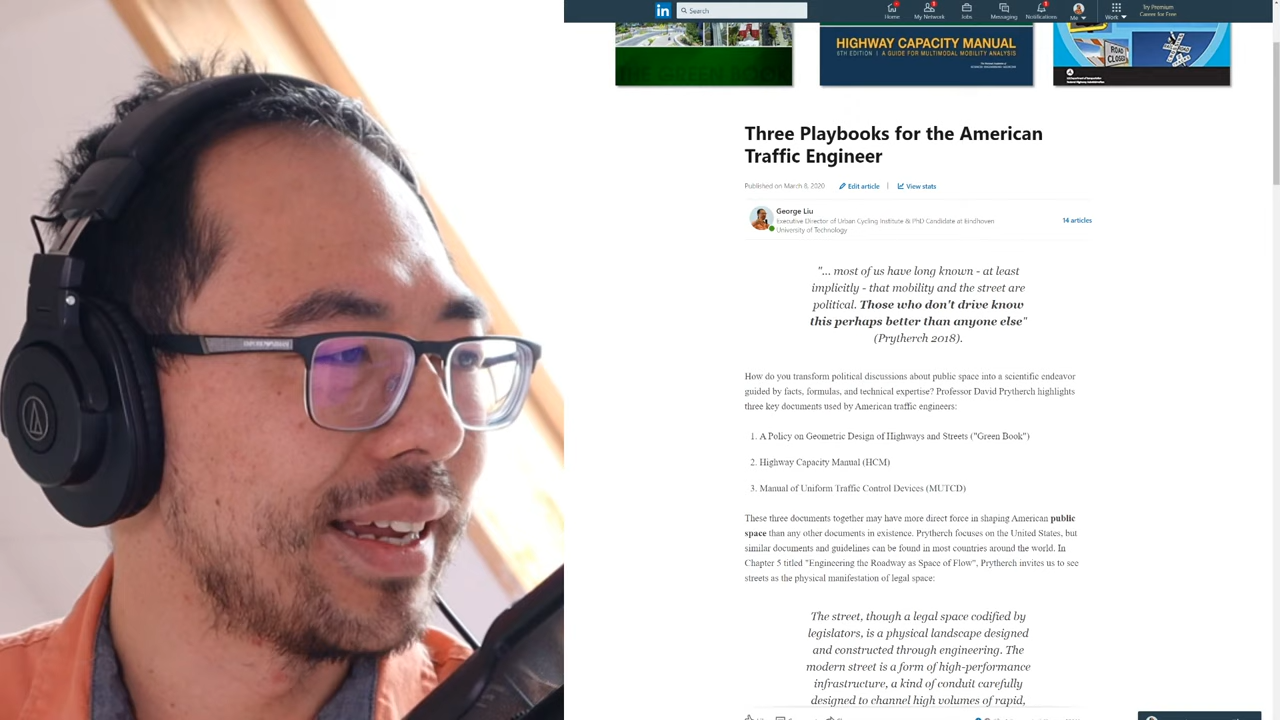 in
Search
Home
My Network
Jobs
Messaging
Notifications
Me
Work
Try Premium
Career for Free
HIGHWAY CAPACITY MANUAL
6TH EDITION | A GUIDE FOR MULTIMODAL MOBILITY ANALYSIS
ROAD
CLOSED
Three Playbooks for the American
Traffic Engineer
Published on March 8, 2020
Edit article
View stats
George Liu
Executive Director of Urban Cycling Institute & PhD Candidate at Eindhoven
University of Technology
14 articles
"... most of us have long known - at least
implicitly - that mobility and the street are
political. Those who don't drive know
this perhaps better than anyone else"
(Prytherch 2018).
How do you transform political discussions about public space into a scientific endeavor
guided by facts, formulas, and technical expertise? Professor David Prytherch highlights
three key documents used by American traffic engineers:
1. A Policy on Geometric Design of Highways and Streets ("Green Book")
2. Highway Capacity Manual (HCM)
3. Manual of Uniform Traffic Control Devices (MUTCD)
These three documents together may have more direct force in shaping American public
space than any other documents in existence. Prytherch focuses on the United States, but
similar documents and guidelines can be found in most countries around the world. In
Chapter 5 titled "Engineering the Roadway as Space of Flow", Prytherch invites us to see
streets as the physical manifestation of legal space:
The street, though a legal space codified by
legislators, is a physical landscape designed
and constructed through engineering. The
modern street is a form of high-performance
infrastructure, a kind of conduit carefully
designed to channel high volumes of rapid,